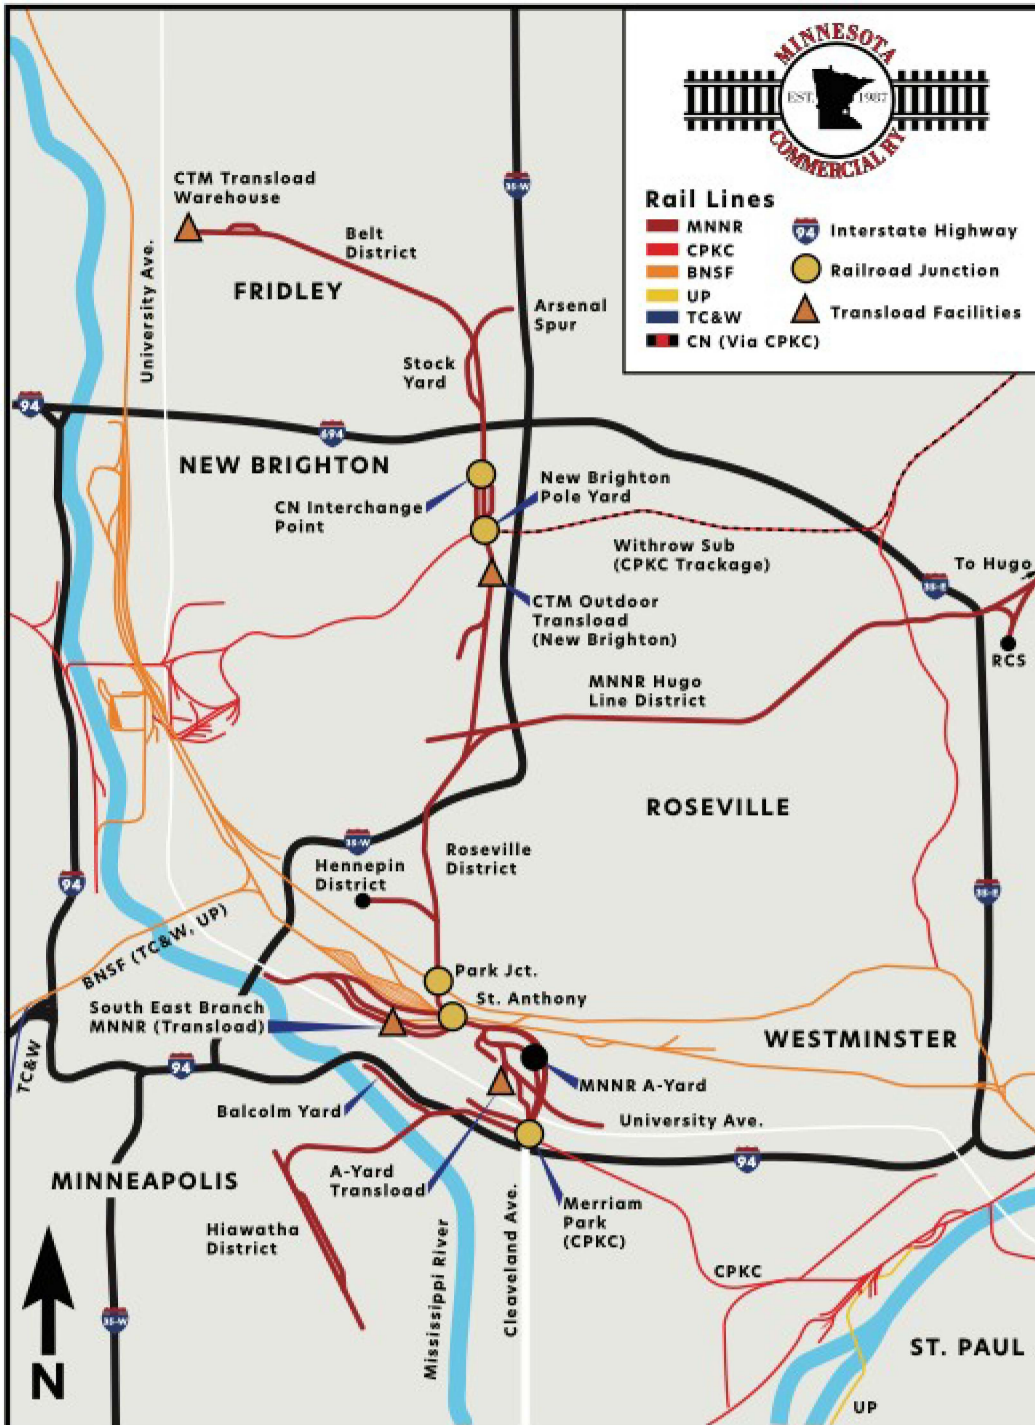 MINNESOTA
EST. 1987
COMMERCIAL RY
Rail Lines
MNNR
CPKC
BNSF
UP
TC&W
CN (Via CPKC)
94
Interstate Highway
Railroad Junction
Transload Facilities
CTM Transload
Warehouse
Belt
District
35-W
University Ave.
FRIDLEY
Arsenal
Spur
Stock
Yard
94
694
NEW BRIGHTON
CN Interchange
Point
New Brighton
Pole Yard
Withrow Sub
(CPKC Trackage)
To Hugo
35-E
CTM Outdoor
Transload
(New Brighton)
RCS
MNNR Hugo
Line District
ROSEVILLE
35-W
Hennepin
District
Roseville
District
94
35-E
BNSF (TC&W, UP)
Park Jct.
St. Anthony
South East Branch
MNNR (Transload)
WESTMINSTER
TC&W
94
MNNR A-Yard
Balcolm Yard
University Ave.
94
MINNEAPOLIS
A-Yard
Transload
Merriam
Park
(CPKC)
Hiawatha
District
Mississippi River
Cleaveland Ave.
CPKC
35-W
ST. PAUL
N
UP